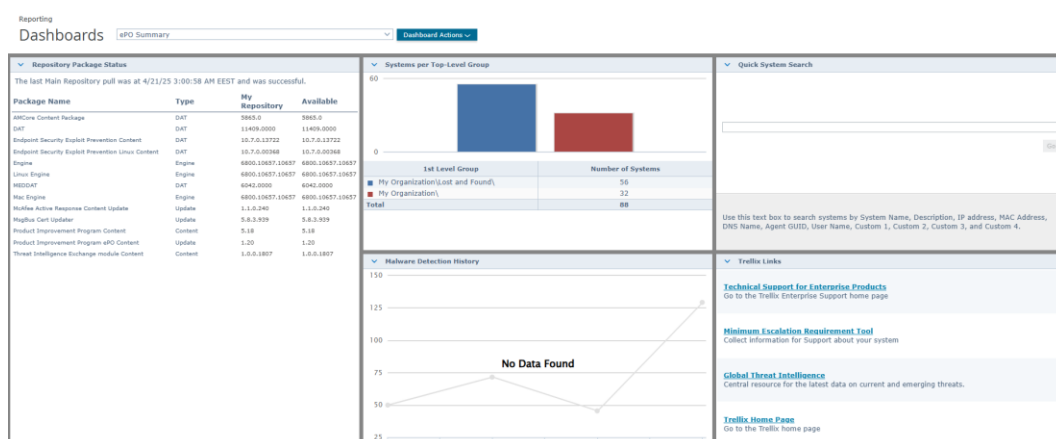 Reporting
Dashboards
ePO Summary
Dashboard Actions
Repository Package Status
The last Main Repository pull was at 4/21/25 3:00:58 AM EEST and was successful.
Package Name Type My Repository Available
AMCore Content Package DAT 5865.0 5865.0
DAT DAT 11409.0000 11409.0000
Endpoint Security Exploit Prevention Content DAT 10.7.0.13722 10.7.0.13722
Endpoint Security Exploit Prevention Linux Content DAT 10.7.0.00368 10.7.0.00368
Engine Engine 6800.10657.10657 6800.10657.10657
Linux Engine Engine 6800.10657.10657 6800.10657.10657
MEDDAT DAT 6042.0000 6042.0000
Mac Engine Engine 6800.10657.10657 6800.10657.10657
McAfee Active Response Content Update Update 1.1.0.240 1.1.0.240
MsgBus Cert Updater Update 5.8.3.939 5.8.3.939
Product Improvement Program Content Content 5.18 5.18
Product Improvement Program ePO Content Update 1.20 1.20
Threat Intelligence Exchange module Content Content 1.0.0.1807 1.0.0.1807
Systems per Top-Level Group
60
0
1st Level Group Number of Systems
My Organization\Lost and Found\ 56
My Organization\ 32
Total 88
Malware Detection History
150
125
100
No Data Found
75
50
25
Quick System Search
Go
Use this text box to search systems by System Name, Description, IP address, MAC Address,
DNS Name, Agent GUID, User Name, Custom 1, Custom 2, Custom 3, and Custom 4.
Trellix Links
Technical Support for Enterprise Products
Go to the Trellix Enterprise Support home page
Minimum Escalation Requirement Tool
Collect information for Support about your system
Global Threat Intelligence
Central resource for the latest data on current and emerging threats.
Trellix Home Page
Go to the Trellix home page